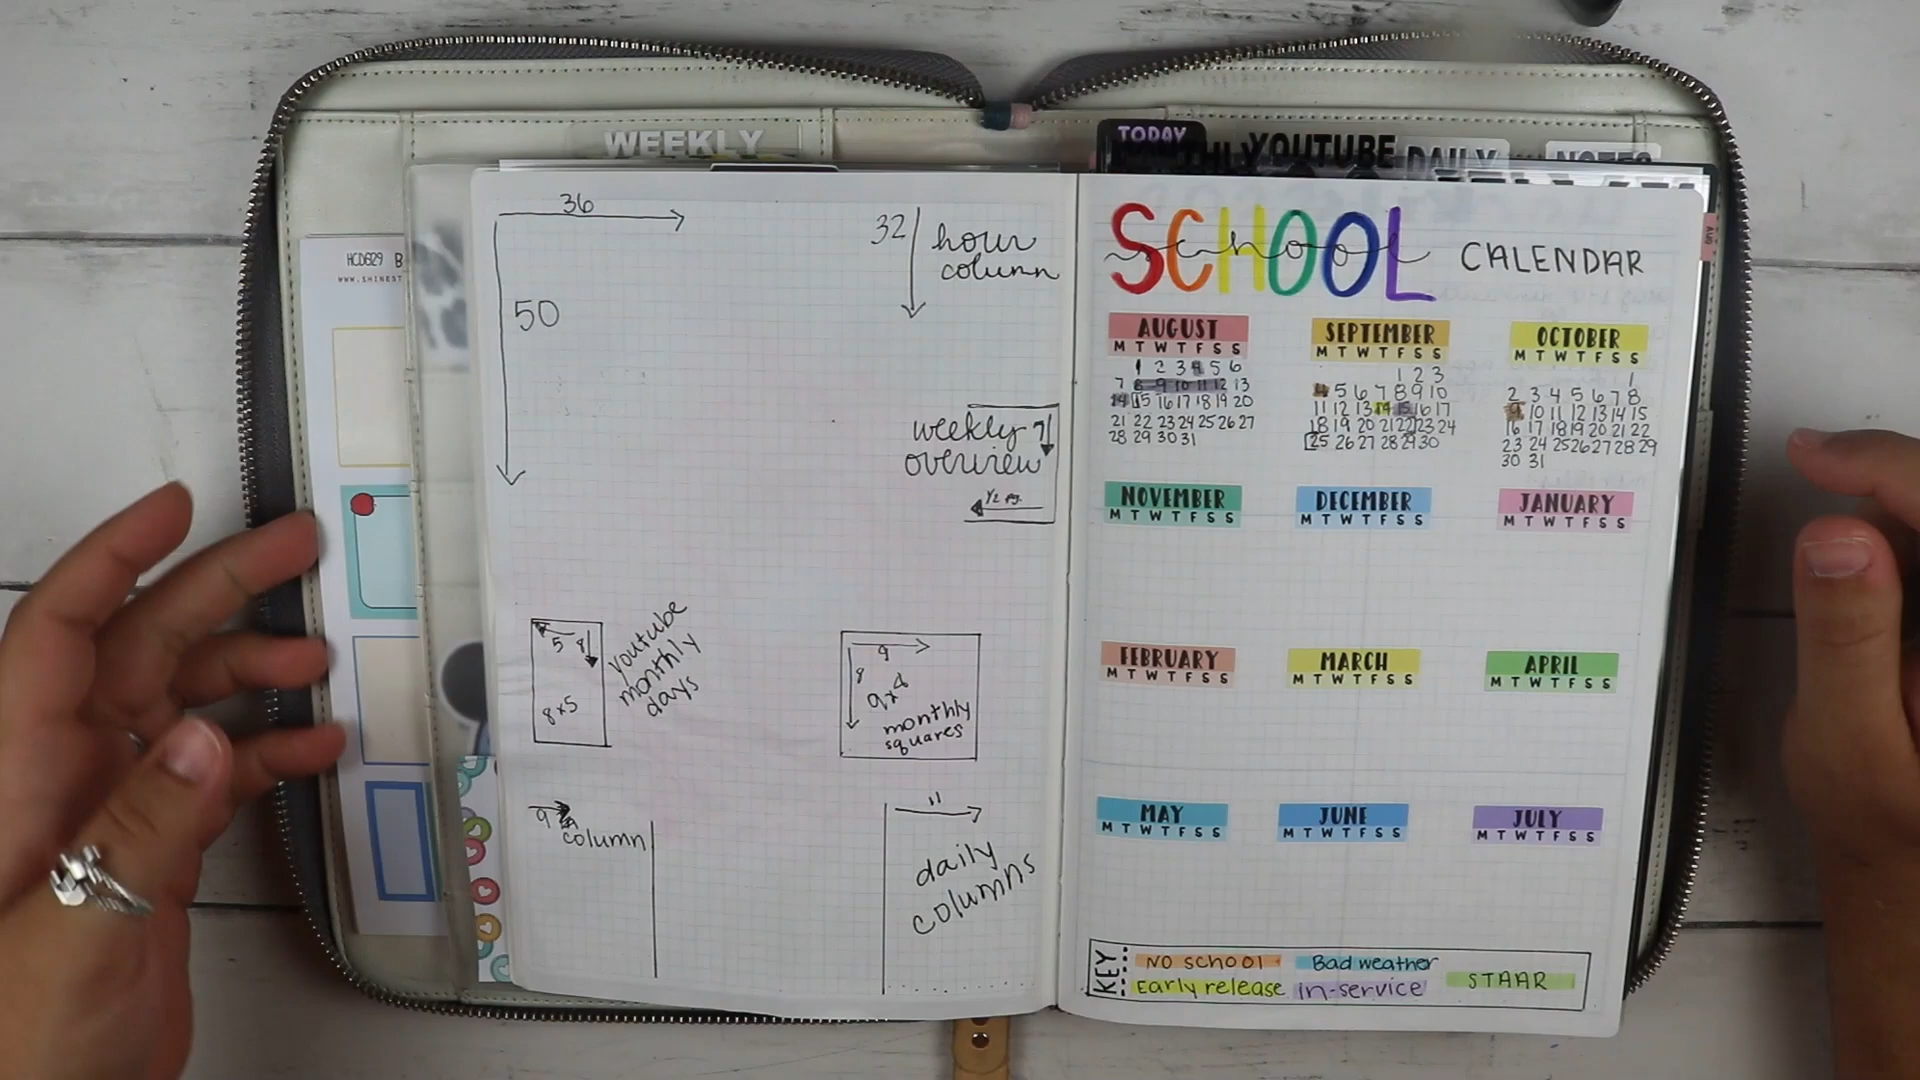 WEEKLY
TODAY
YOUTUBE
DAILY
NOTES
HCD829 B
WWW.SHINEST
36
50
32
hour
column
weekly 7
overview
1/2 pg.
5 8
8x5
youtube
monthly
days
9
8
9x8
monthly
squares
9
column
11
daily
columns
SCHOOL
school
CALENDAR
AUGUST
M T W T F S S
1 2 3 4 5 6
7 8 9 10 11 12 13
14 15 16 17 18 19 20
21 22 23 24 25 26 27
28 29 30 31
SEPTEMBER
M T W T F S S
1 2 3
4 5 6 7 8 9 10
11 12 13 14 15 16 17
18 19 20 21 22 23 24
25 26 27 28 29 30
OCTOBER
M T W T F S S
1
2 3 4 5 6 7 8
9 10 11 12 13 14 15
16 17 18 19 20 21 22
23 24 25 26 27 28 29
30 31
NOVEMBER
M T W T F S S
DECEMBER
M T W T F S S
JANUARY
M T W T F S S
FEBRUARY
M T W T F S S
MARCH
M T W T F S S
APRIL
M T W T F S S
MAY
M T W T F S S
JUNE
M T W T F S S
JULY
M T W T F S S
KEY
NO SCHOOL
Bad weather
Early release
in-service
STAAR
AUG